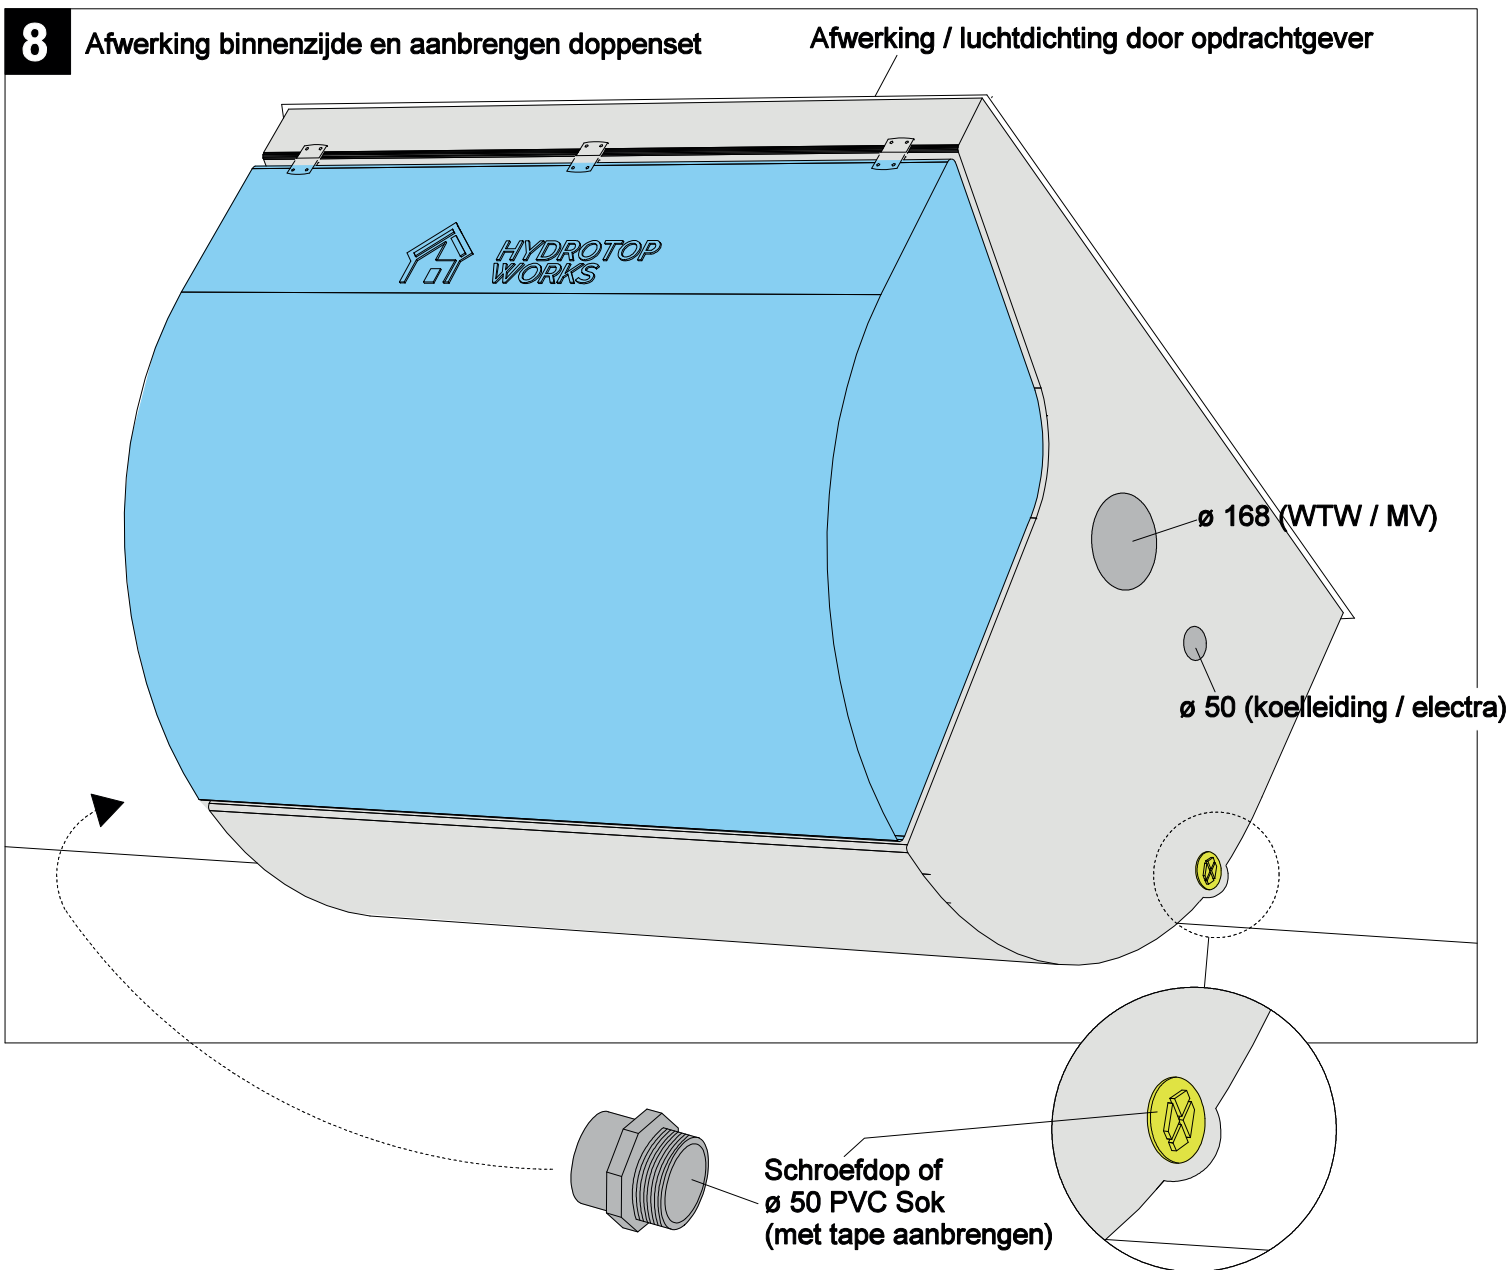 8
Afwerking binnenzijde en aanbrengen doppenset
Afwerking / luchtdichting door opdrachtgever
HYDROTOP
WORKS
ø 168 (WTW / MV)
ø 50 (koelleiding / electra)
Schroefdop of
ø 50 PVC Sok
(met tape aanbrengen)